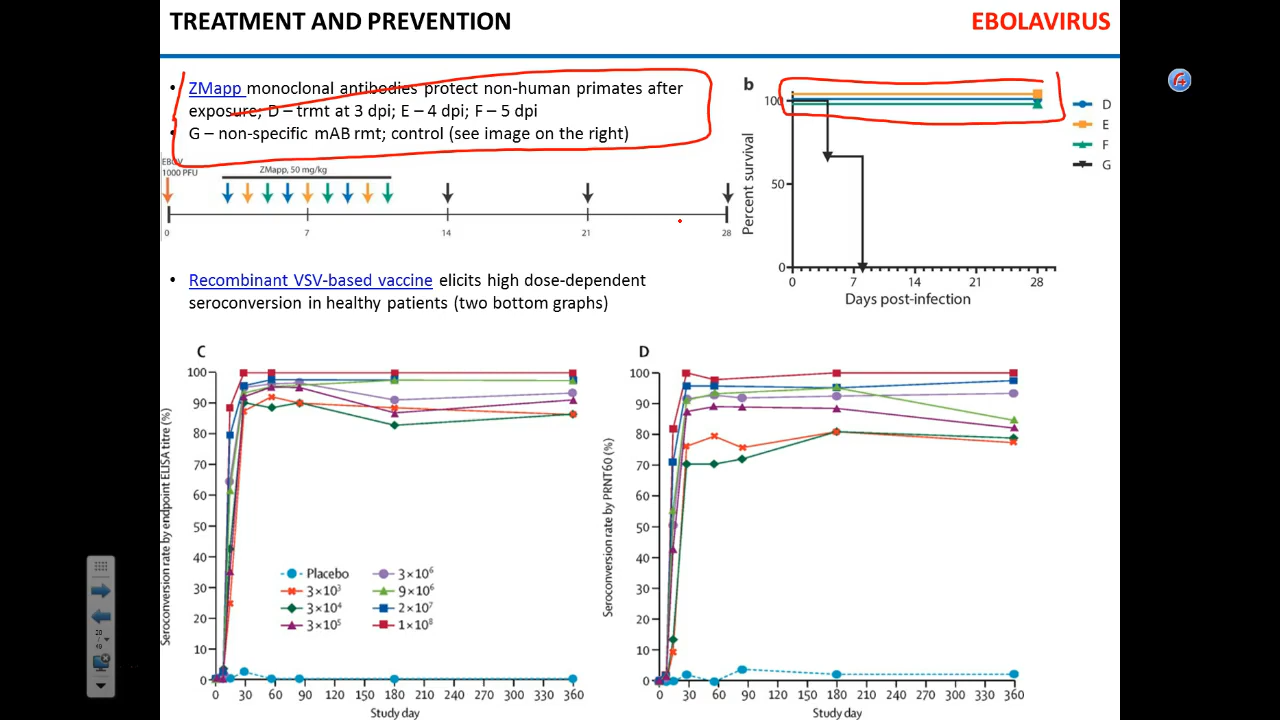 TREATMENT AND PREVENTION
EBOLAVIRUS
• ZMapp monoclonal antibodies protect non-human primates after
exposure; D – trmt at 3 dpi; E – 4 dpi; F – 5 dpi
• G – non-specific mAB rmt; control (see image on the right)
EBOV
1000 PFU
ZMapp, 50 mg/kg
0 7 14 21 28
b
Percent survival
100
50
0
0 7 14 21 28
Days post-infection
D
E
F
G
• Recombinant VSV-based vaccine elicits high dose-dependent
seroconversion in healthy patients (two bottom graphs)
C
Seroconversion rate by endpoint ELISA titre (%)
100
90
80
70
60
50
40
30
20
10
0
Placebo
3×10³
3×10⁴
3×10⁵
3×10⁶
9×10⁶
2×10⁷
1×10⁸
0 30 60 90 120 150 180 210 240 270 300 330 360
Study day
D
Seroconversion rate by PRNT60 (%)
100
90
80
70
60
50
40
30
20
10
0
0 30 60 90 120 150 180 210 240 270 300 330 360
Study day